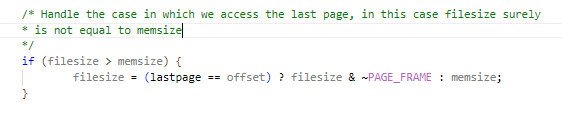 /* Handle the case in which we access the last page, in this case filesize surely
* is not equal to memsize
*/
if (filesize > memsize) {
filesize = (lastpage == offset) ? filesize & ~PAGE_FRAME : memsize;
}